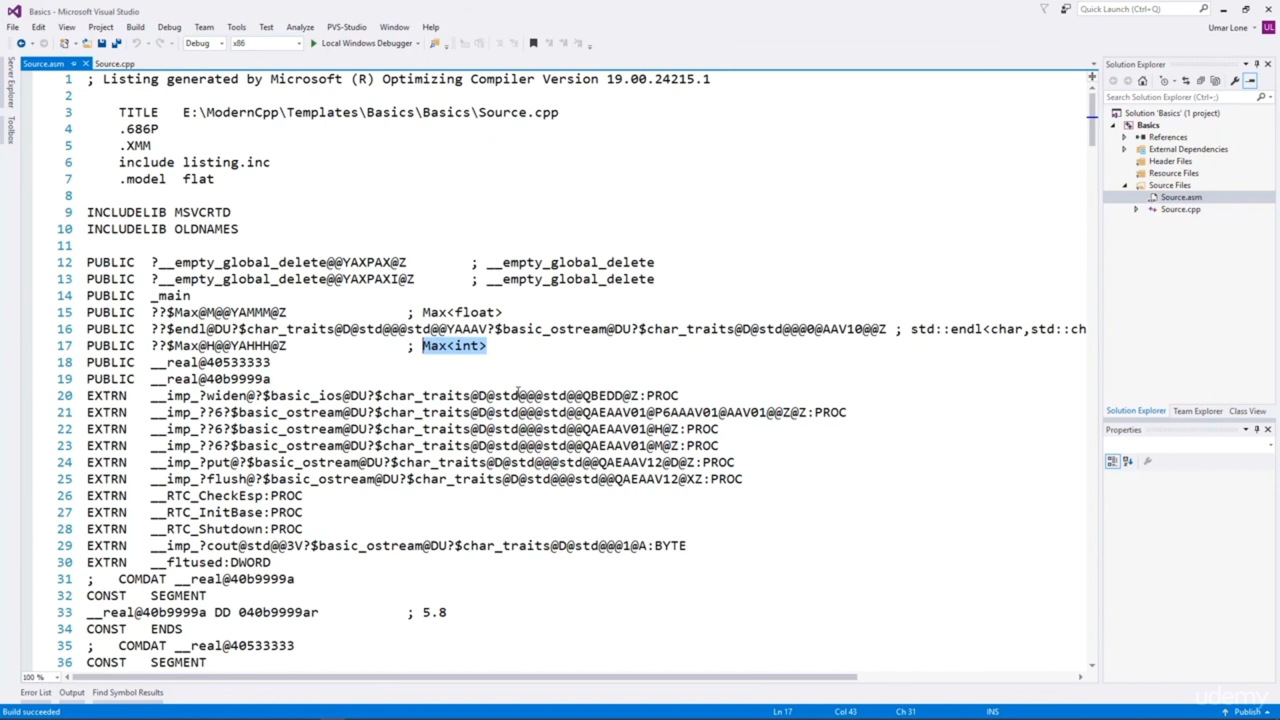 Basics - Microsoft Visual Studio
Quick Launch (Ctrl+Q)
File Edit View Project Build Debug Team Tools Test Analyze PVS-Studio Window Help
Umar Lone UL
Debug x86 Local Windows Debugger
Server Explorer
Toolbox
Source.asm Source.cpp
1 ; Listing generated by Microsoft (R) Optimizing Compiler Version 19.00.24215.1
2
3 TITLE E:\ModernCpp\Templates\Basics\Basics\Source.cpp
4 .686P
5 .XMM
6 include listing.inc
7 .model flat
8
9 INCLUDELIB MSVCRTD
10 INCLUDELIB OLDNAMES
11
12 PUBLIC ?__empty_global_delete@@YAXPAX@Z ; __empty_global_delete
13 PUBLIC ?__empty_global_delete@@YAXPAXI@Z ; __empty_global_delete
14 PUBLIC _main
15 PUBLIC ??$Max@M@@YAMMM@Z ; Max<float>
16 PUBLIC ??$endl@DU?$char_traits@D@std@@@std@@YAAAV?$basic_ostream@DU?$char_traits@D@std@@@0@AAV10@@Z ; std::endl<char,std::ch
17 PUBLIC ??$Max@H@@YAHHH@Z ; Max<int>
18 PUBLIC __real@40533333
19 PUBLIC __real@40b9999a
20 EXTRN __imp_?widen@?$basic_ios@DU?$char_traits@D@std@@@std@@QBEDD@Z:PROC
21 EXTRN __imp_??6?$basic_ostream@DU?$char_traits@D@std@@@std@@QAEAAV01@P6AAAV01@AAV01@@Z@Z:PROC
22 EXTRN __imp_??6?$basic_ostream@DU?$char_traits@D@std@@@std@@QAEAAV01@H@Z:PROC
23 EXTRN __imp_??6?$basic_ostream@DU?$char_traits@D@std@@@std@@QAEAAV01@M@Z:PROC
24 EXTRN __imp_?put@?$basic_ostream@DU?$char_traits@D@std@@@std@@QAEAAV12@D@Z:PROC
25 EXTRN __imp_?flush@?$basic_ostream@DU?$char_traits@D@std@@@std@@QAEAAV12@XZ:PROC
26 EXTRN __RTC_CheckEsp:PROC
27 EXTRN __RTC_InitBase:PROC
28 EXTRN __RTC_Shutdown:PROC
29 EXTRN __imp_?cout@std@@3V?$basic_ostream@DU?$char_traits@D@std@@@1@A:BYTE
30 EXTRN __fltused:DWORD
31 ; COMDAT __real@40b9999a
32 CONST SEGMENT
33 __real@40b9999a DD 040b9999ar ; 5.8
34 CONST ENDS
35 ; COMDAT __real@40533333
36 CONST SEGMENT
100 %
Solution Explorer
Search Solution Explorer (Ctrl+;)
Solution 'Basics' (1 project)
Basics
References
External Dependencies
Header Files
Resource Files
Source Files
Source.asm
Source.cpp
Solution Explorer Team Explorer Class View
Properties
Error List Output Find Symbol Results
Build succeeded Ln 17 Col 43 Ch 31 INS Publish
udemy